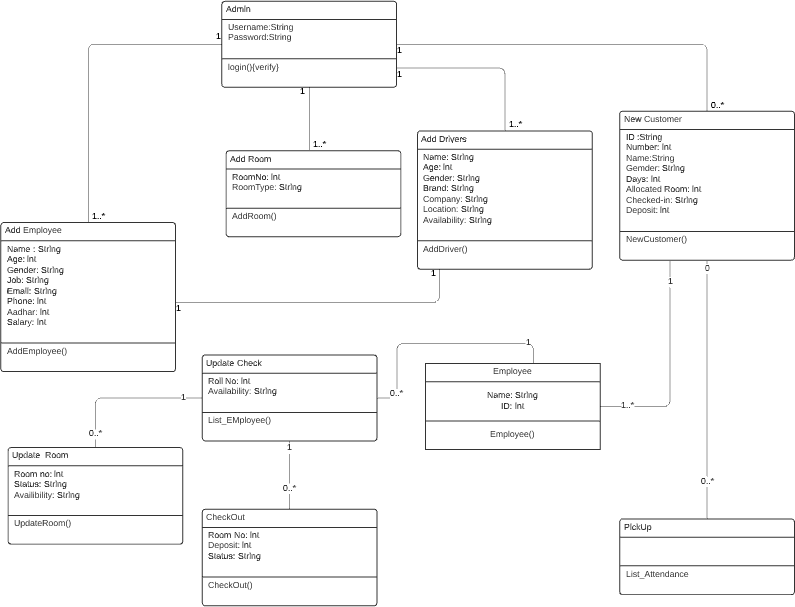 Admin
Username:String
Password:String
login(){verify}
1
1
1
1
1..*
1..*
1..*
0..*
New Customer
ID :String
Number: Int
Name:String
Gemder: String
Days: Int
Allocated Room: Int
Checked-in: String
Deposit: Int
NewCustomer()
Add Drivers
Name: String
Age: Int
Gender: String
Brand: String
Company: String
Location: String
Availability: String
AddDriver()
Add Room
RoomNo: Int
RoomType: String
AddRoom()
Add Employee
Name : String
Age: Int
Gender: String
Job: String
Email: String
Phone: Int
Aadhar: Int
Salary: Int
AddEmployee()
1
1
1
0
1
0..*
1..*
Update Check
Roll No: Int
Availability: String
List_EMployee()
Employee
Name: String
ID: Int
Employee()
1
0..*
1
0..*
0..*
Update Room
Room no: Int
Status: String
Availibility: String
UpdateRoom()
CheckOut
Room No: Int
Deposit: Int
Status: String
CheckOut()
PickUp
List_Attendance